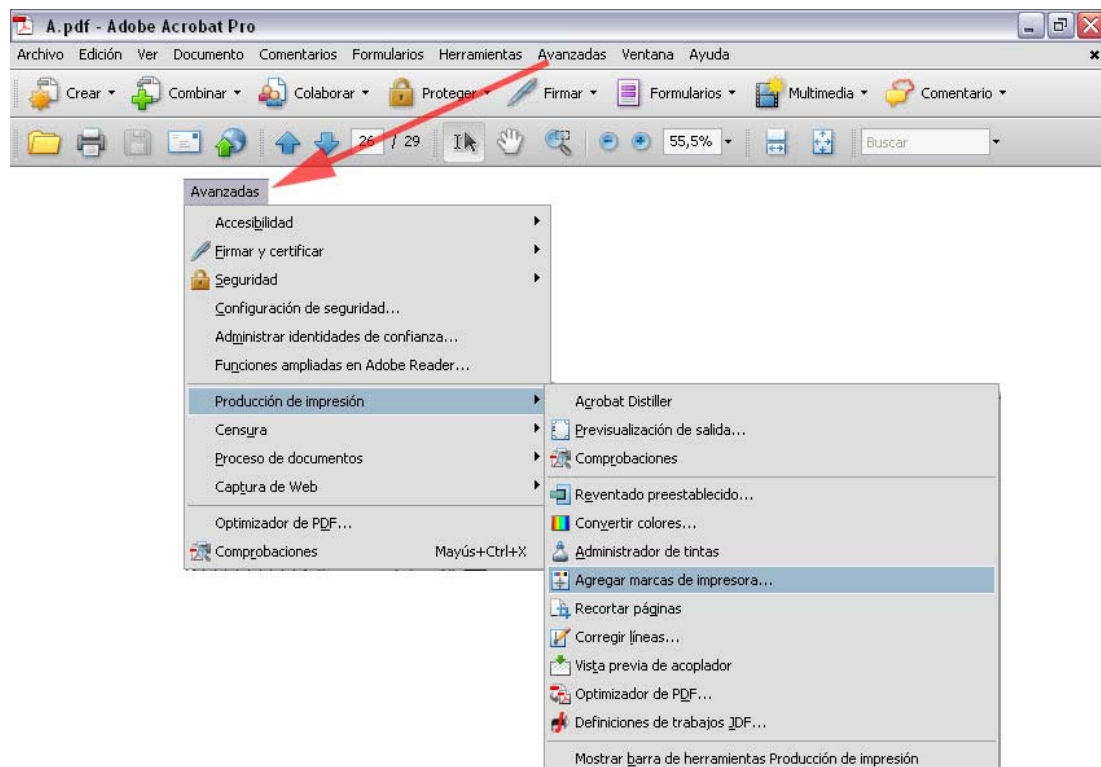 A.pdf - Adobe Acrobat Pro
Archivo Edición Ver Documento Comentarios Formularios Herramientas Avanzadas Ventana Ayuda
Crear Combinar Colaborar Proteger Firmar Formularios Multimedia Comentario
26 / 29 55,5% Buscar
Avanzadas
Accesibilidad
Firmar y certificar
Seguridad
Configuración de seguridad...
Administrar identidades de confianza...
Funciones ampliadas en Adobe Reader...
Producción de impresión
Censura
Proceso de documentos
Captura de Web
Optimizador de PDF...
Comprobaciones Mayús+Ctrl+X
Acrobat Distiller
Previsualización de salida...
Comprobaciones
Reventado preestablecido...
Convertir colores...
Administrador de tintas
Agregar marcas de impresora...
Recortar páginas
Corregir líneas...
Vista previa de acoplador
Optimizador de PDF...
Definiciones de trabajos JDF...
Mostrar barra de herramientas Producción de impresión